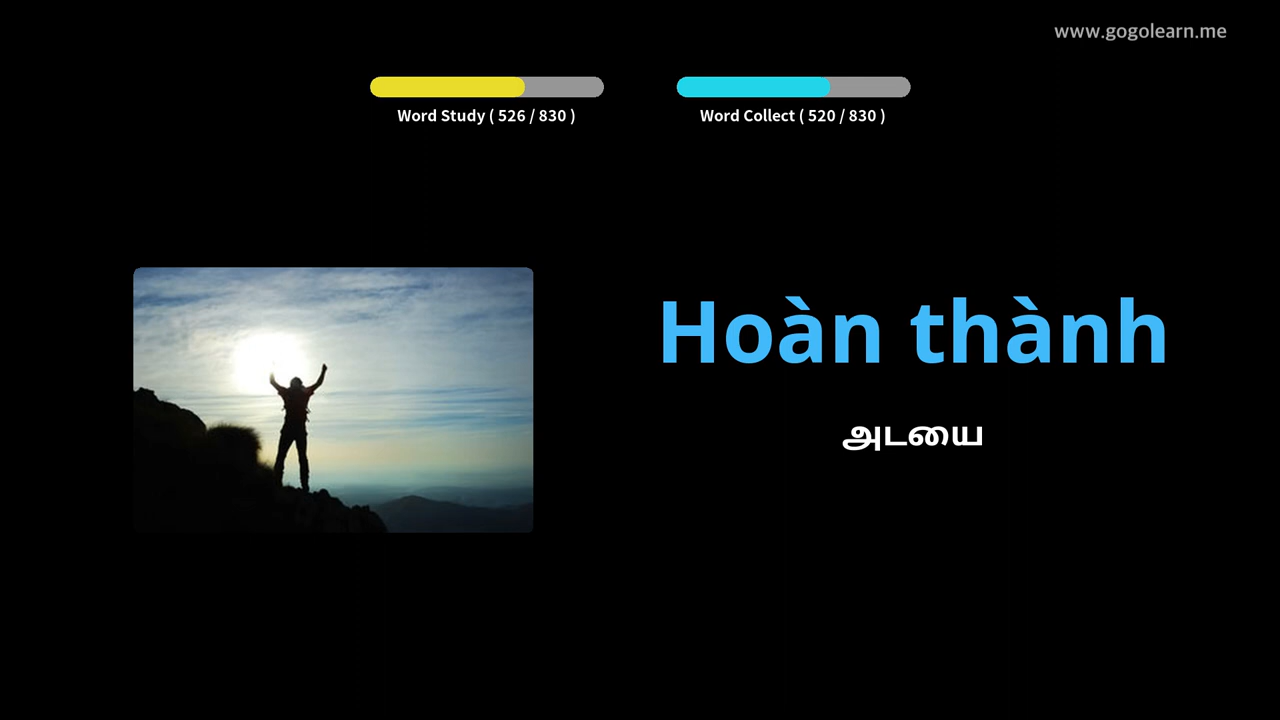 www.gogolearn.me
Word Study ( 526 / 830 )
Word Collect ( 520 / 830 )
Hoàn thành
அடயை